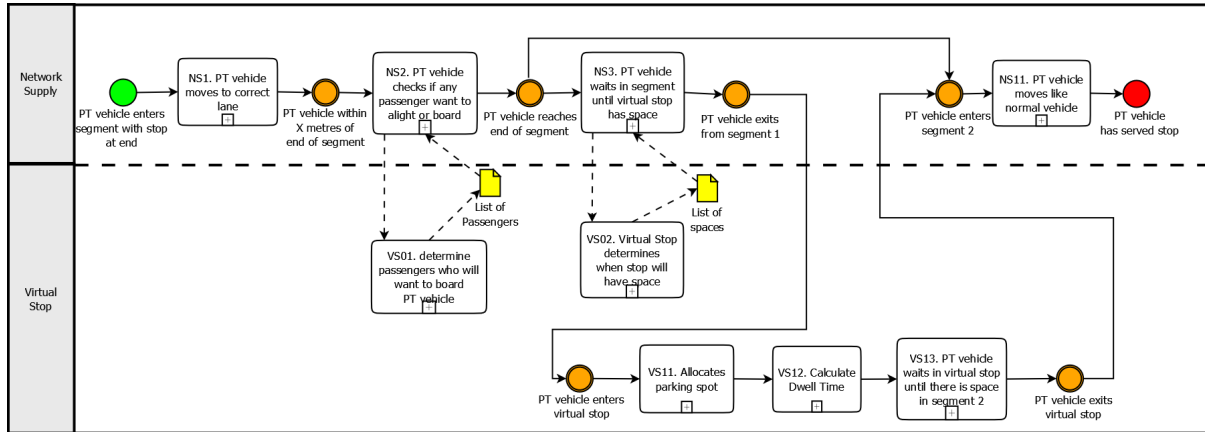 Network
Supply
PT vehicle enters
segment with stop
at end
NS1. PT vehicle
moves to correct
lane
PT vehicle within
X metres of
end of segment
NS2. PT vehicle
checks if any
passenger want to
alight or board
PT vehicle reaches
end of segment
NS3. PT vehicle
waits in segment
until virtual stop
has space
PT vehicle exits
from segment 1
PT vehicle enters
segment 2
NS11. PT vehicle
moves like
normal vehicle
PT vehicle
has served stop
Virtual
Stop
List of
Passengers
List of
spaces
VS01. determine
passengers who will
want to board
PT vehicle
VS02. Virtual Stop
determines
when stop will
have space
PT vehicle enters
virtual stop
VS11. Allocates
parking spot
VS12. Calculate
Dwell Time
VS13. PT vehicle
waits in virtual stop
until there is space
in segment 2
PT vehicle exits
virtual stop